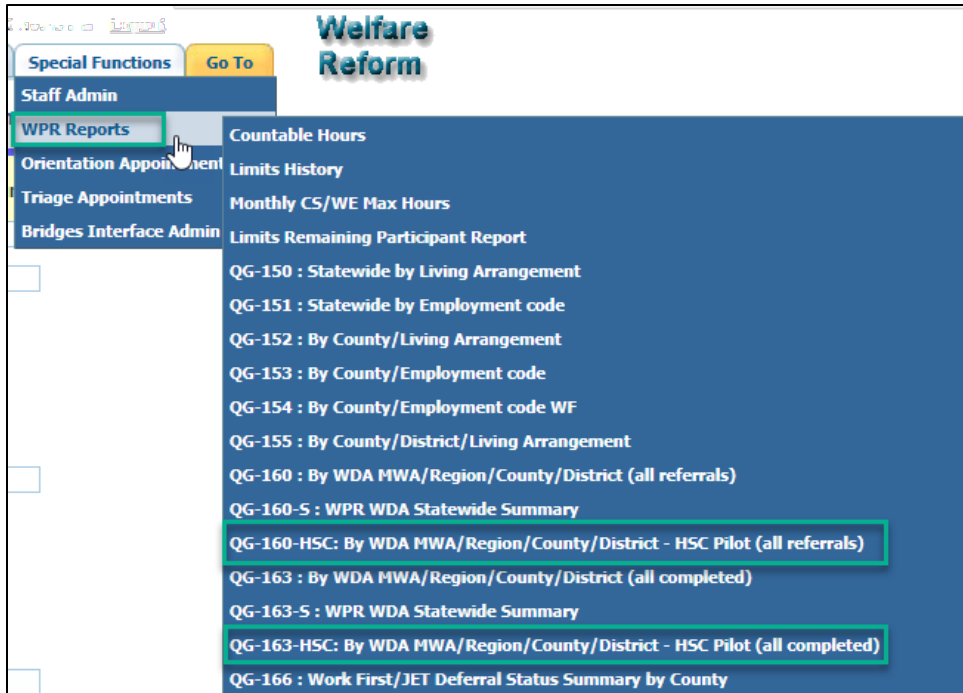 Welfare
Reform
Special Functions
Go To
Staff Admin
WPR Reports
Orientation
Triage Appointments
Bridges Interface Admin
Countable Hours
Limits History
Monthly CS/WE Max Hours
Limits Remaining Participant Report
QG-150 : Statewide by Living Arrangement
QG-151 : Statewide by Employment code
QG-152 : By County/Living Arrangement
QG-153 : By County/Employment code
QG-154 : By County/Employment code WF
QG-155 : By County/District/Living Arrangement
QG-160 : By WDA MWA/Region/County/District (all referrals)
QG-160-S : WPR WDA Statewide Summary
QG-160-HSC: By WDA MWA/Region/County/District - HSC Pilot (all referrals)
QG-163 : By WDA MWA/Region/County/District (all completed)
QG-163-S : WPR WDA Statewide Summary
QG-163-HSC: By WDA MWA/Region/County/District - HSC Pilot (all completed)
QG-166 : Work First/JET Deferral Status Summary by County